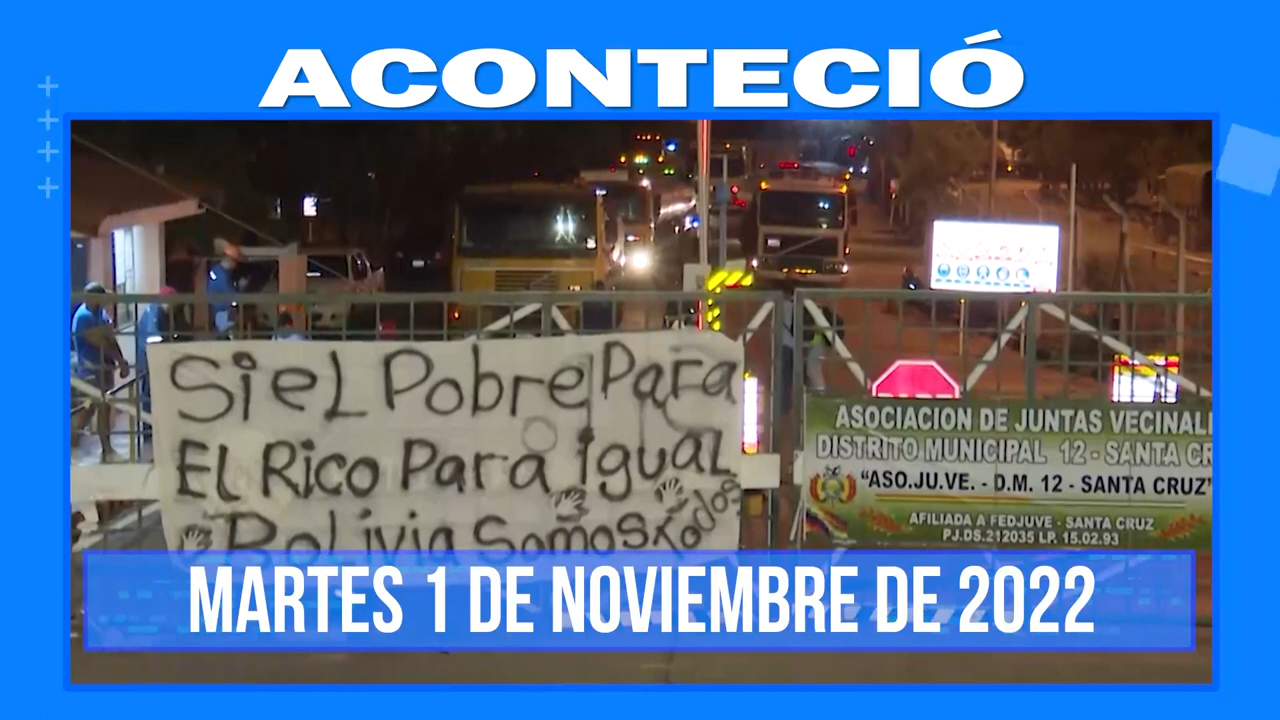 ACONTECIÓ
Si el Pobre Para
El Rico Para igual
Bolivia Somos todos
ASOCIACION DE JUNTAS VECINAL
DISTRITO MUNICIPAL 12 - SANTA CR
"ASO.JU.VE. - D.M. 12 - SANTA CRUZ"
AFILIADA A FEDJUVE - SANTA CRUZ
PJ.DS.212035 LP. 15.02.93
MARTES 1 DE NOVIEMBRE DE 2022